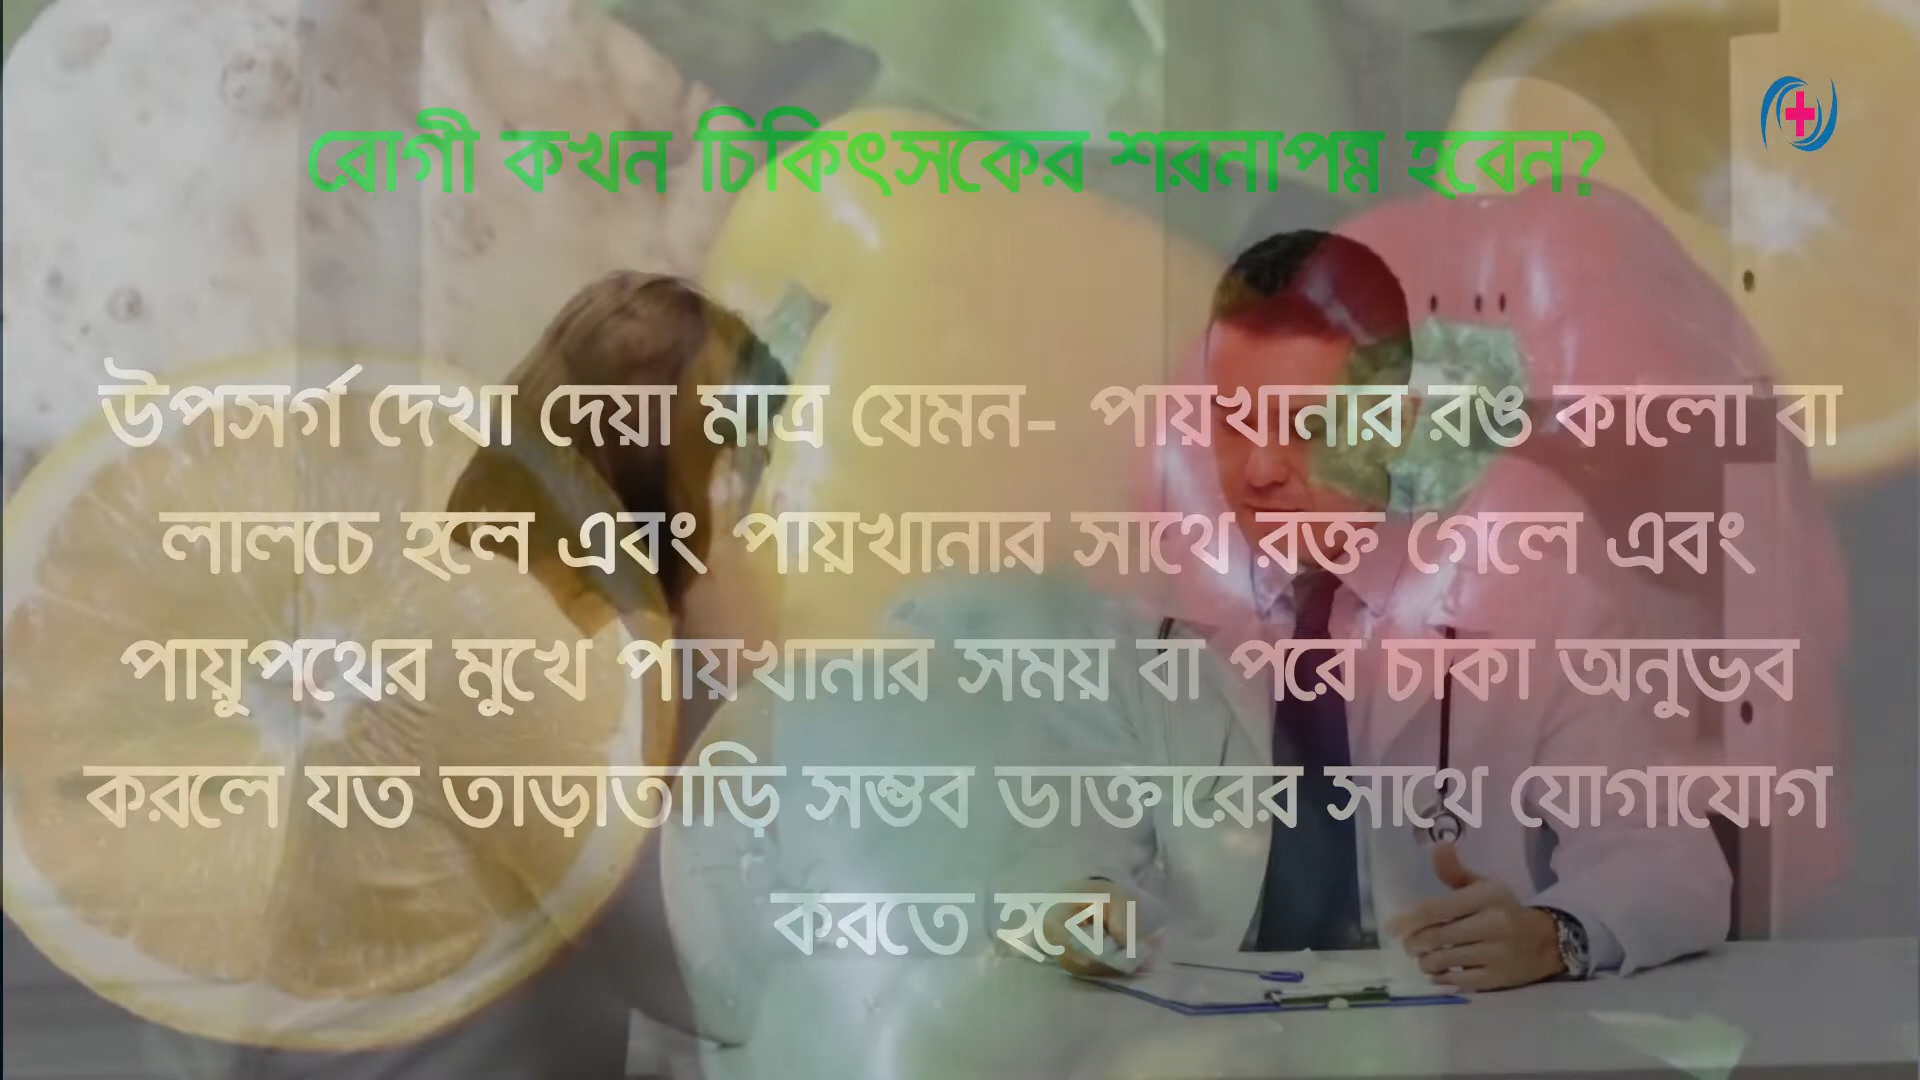 রোগী কখন চিকিৎসকের শরনাপন্ন হবেন?
উপসর্গ দেখা দেয়া মাত্র যেমন- পায়খানার রঙ কালো বা
লালচে হলে এবং পায়খানার সাথে রক্ত গেলে এবং
পায়ুপথের মুখে পায়খানার সময় বা পরে চাকা অনুভব
করলে যত তাড়াতাড়ি সম্ভব ডাক্তারের সাথে যোগাযোগ
করতে হবে।